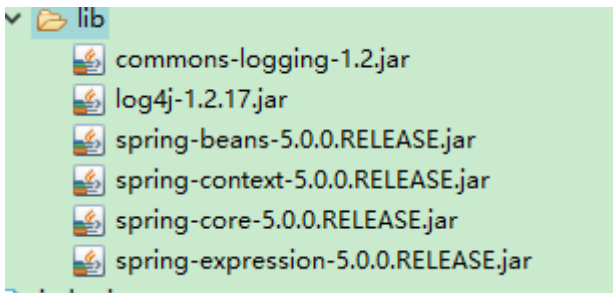 lib
commons-logging-1.2.jar
log4j-1.2.17.jar
spring-beans-5.0.0.RELEASE.jar
spring-context-5.0.0.RELEASE.jar
spring-core-5.0.0.RELEASE.jar
spring-expression-5.0.0.RELEASE.jar